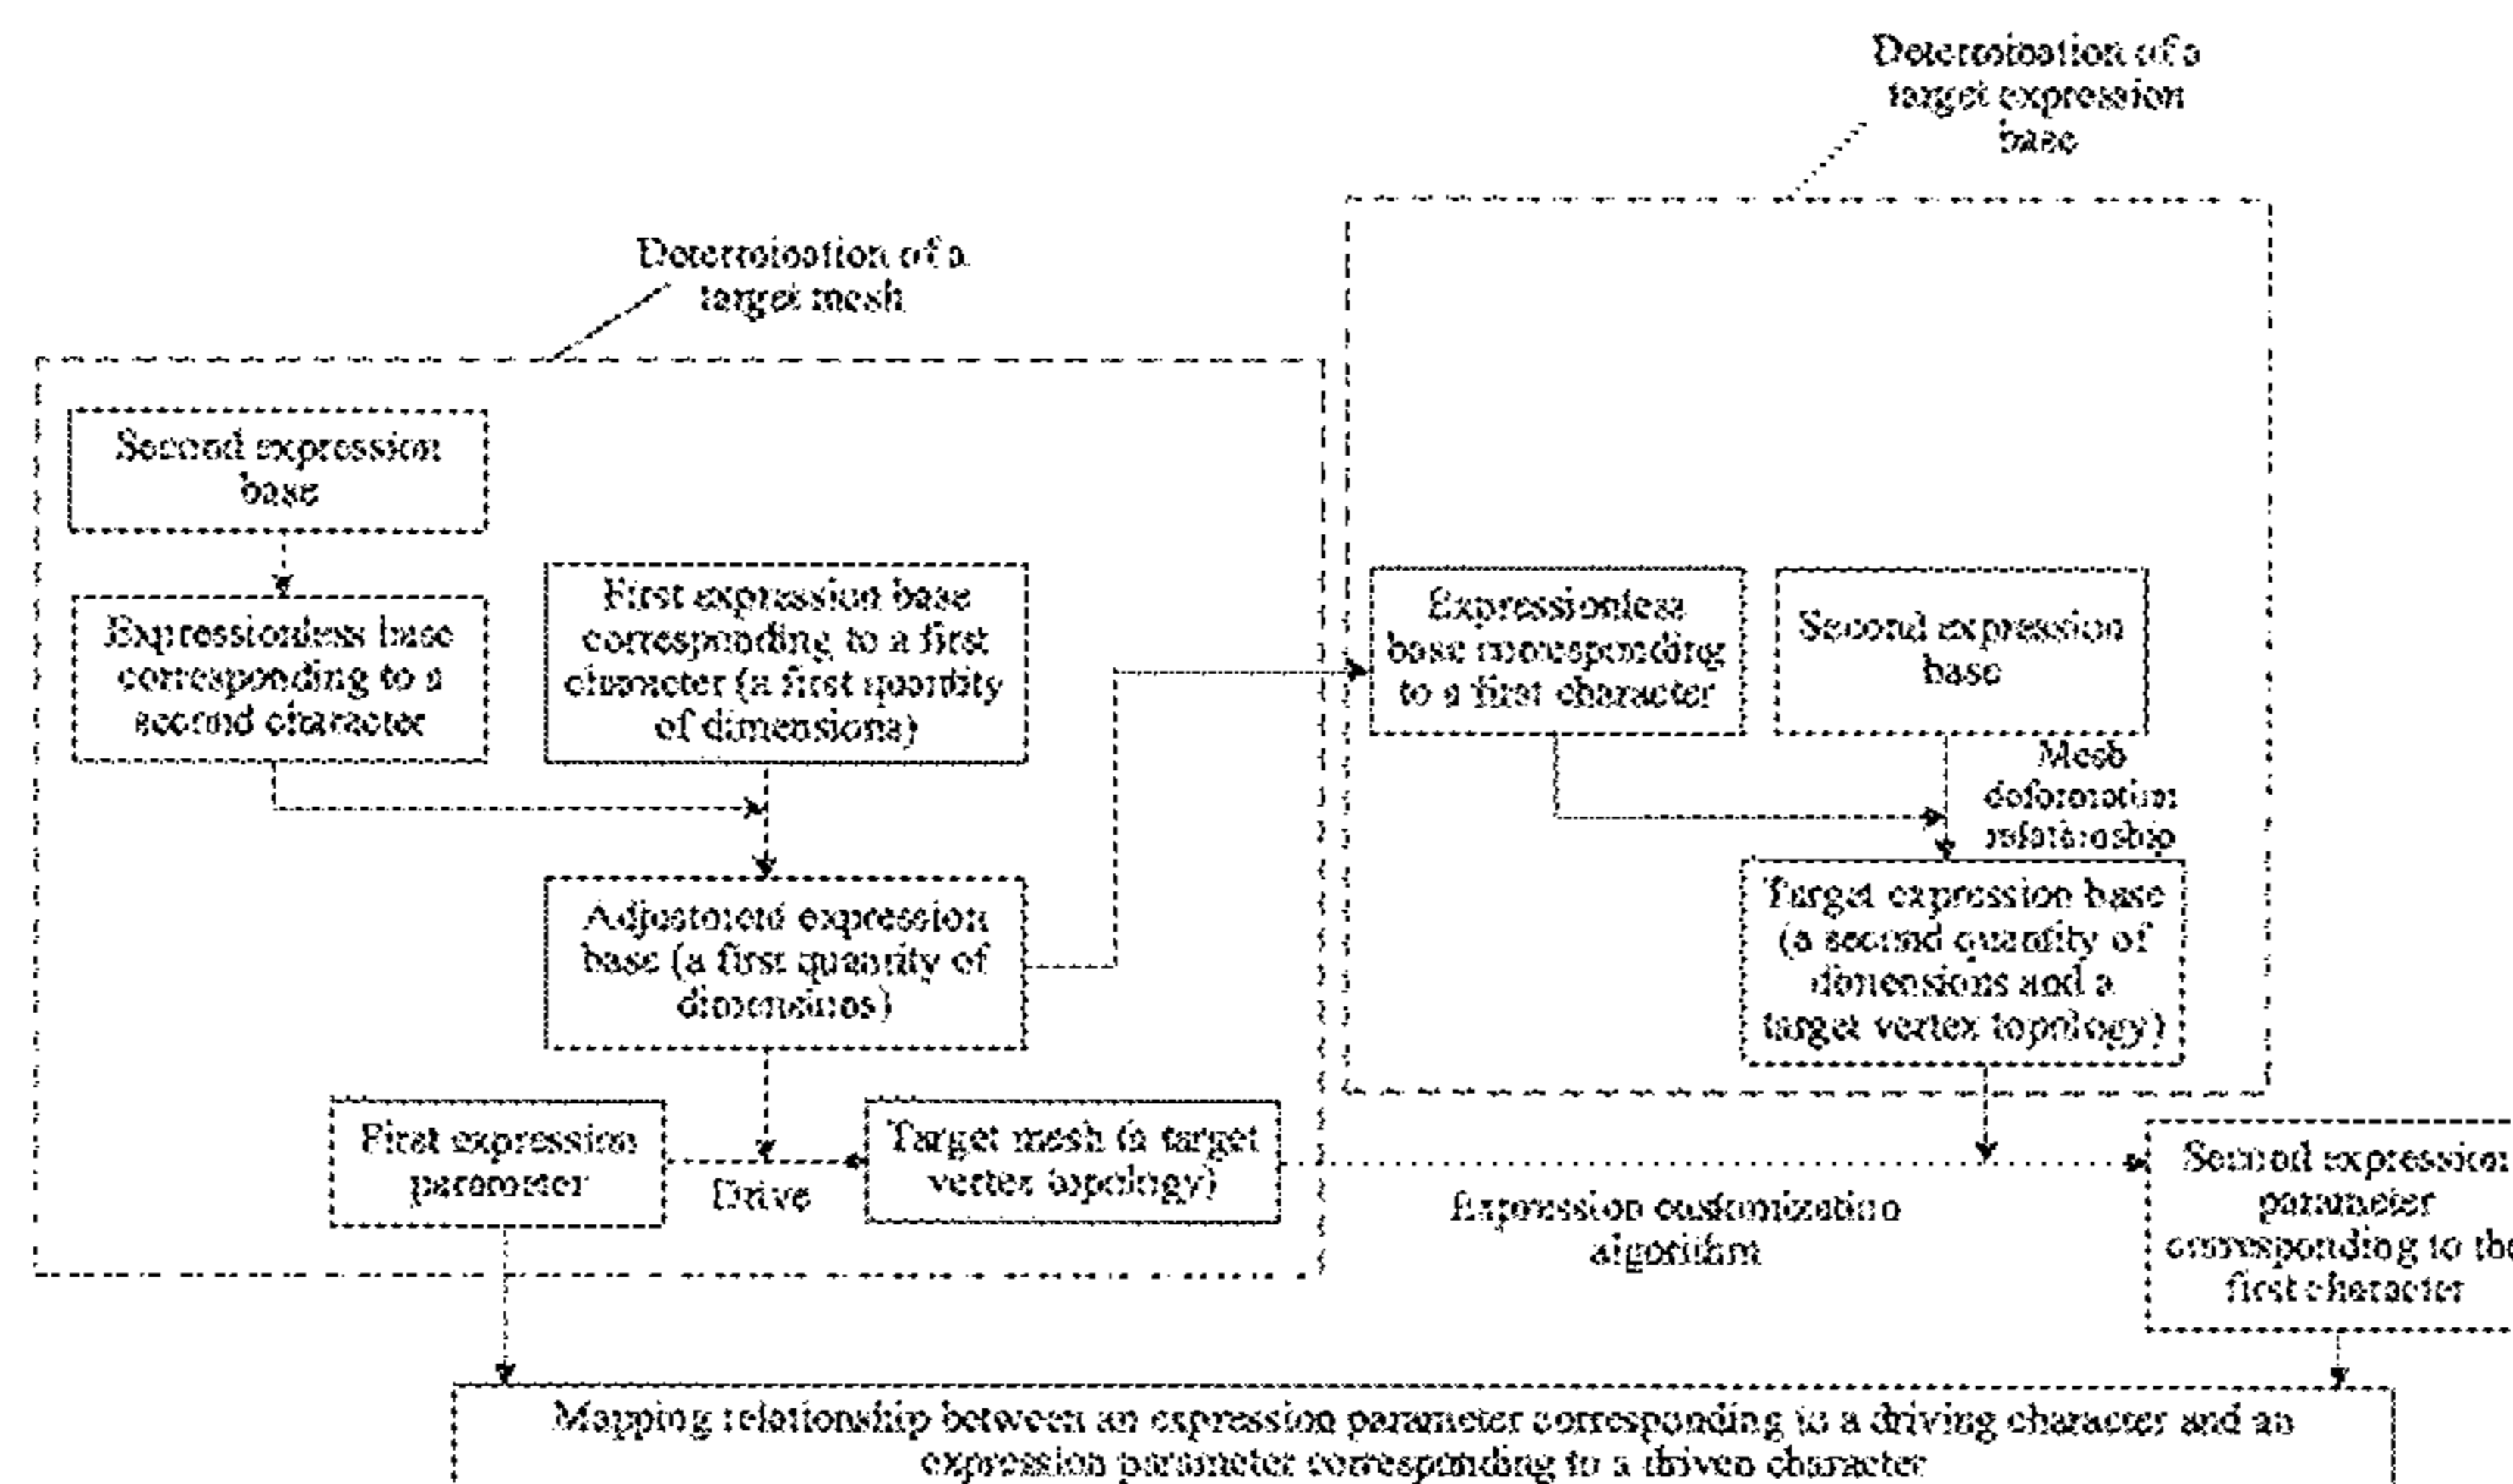 Determination of a
target expression
base
Determination of a
target mesh
Second expression
base
Expressionless base
corresponding to a
second character
First expression base
corresponding to a first
character (a first quantity
of dimensions)
Expressionless
base corresponding
to a first character
Second expression
base
Mesh
deformation
relationship
Adjustment expression
base (a first quantity of
dimensions)
Target expression base
(a second quantity of
dimensions and a
target vertex topology)
First expression
parameter
Drive
Target mesh (a target
vertex topology)
Expression customization
algorithm
Second expression
parameter
corresponding to the
first character
Mapping relationship between an expression parameter corresponding to a driving character and an
expression parameter corresponding to a driven character